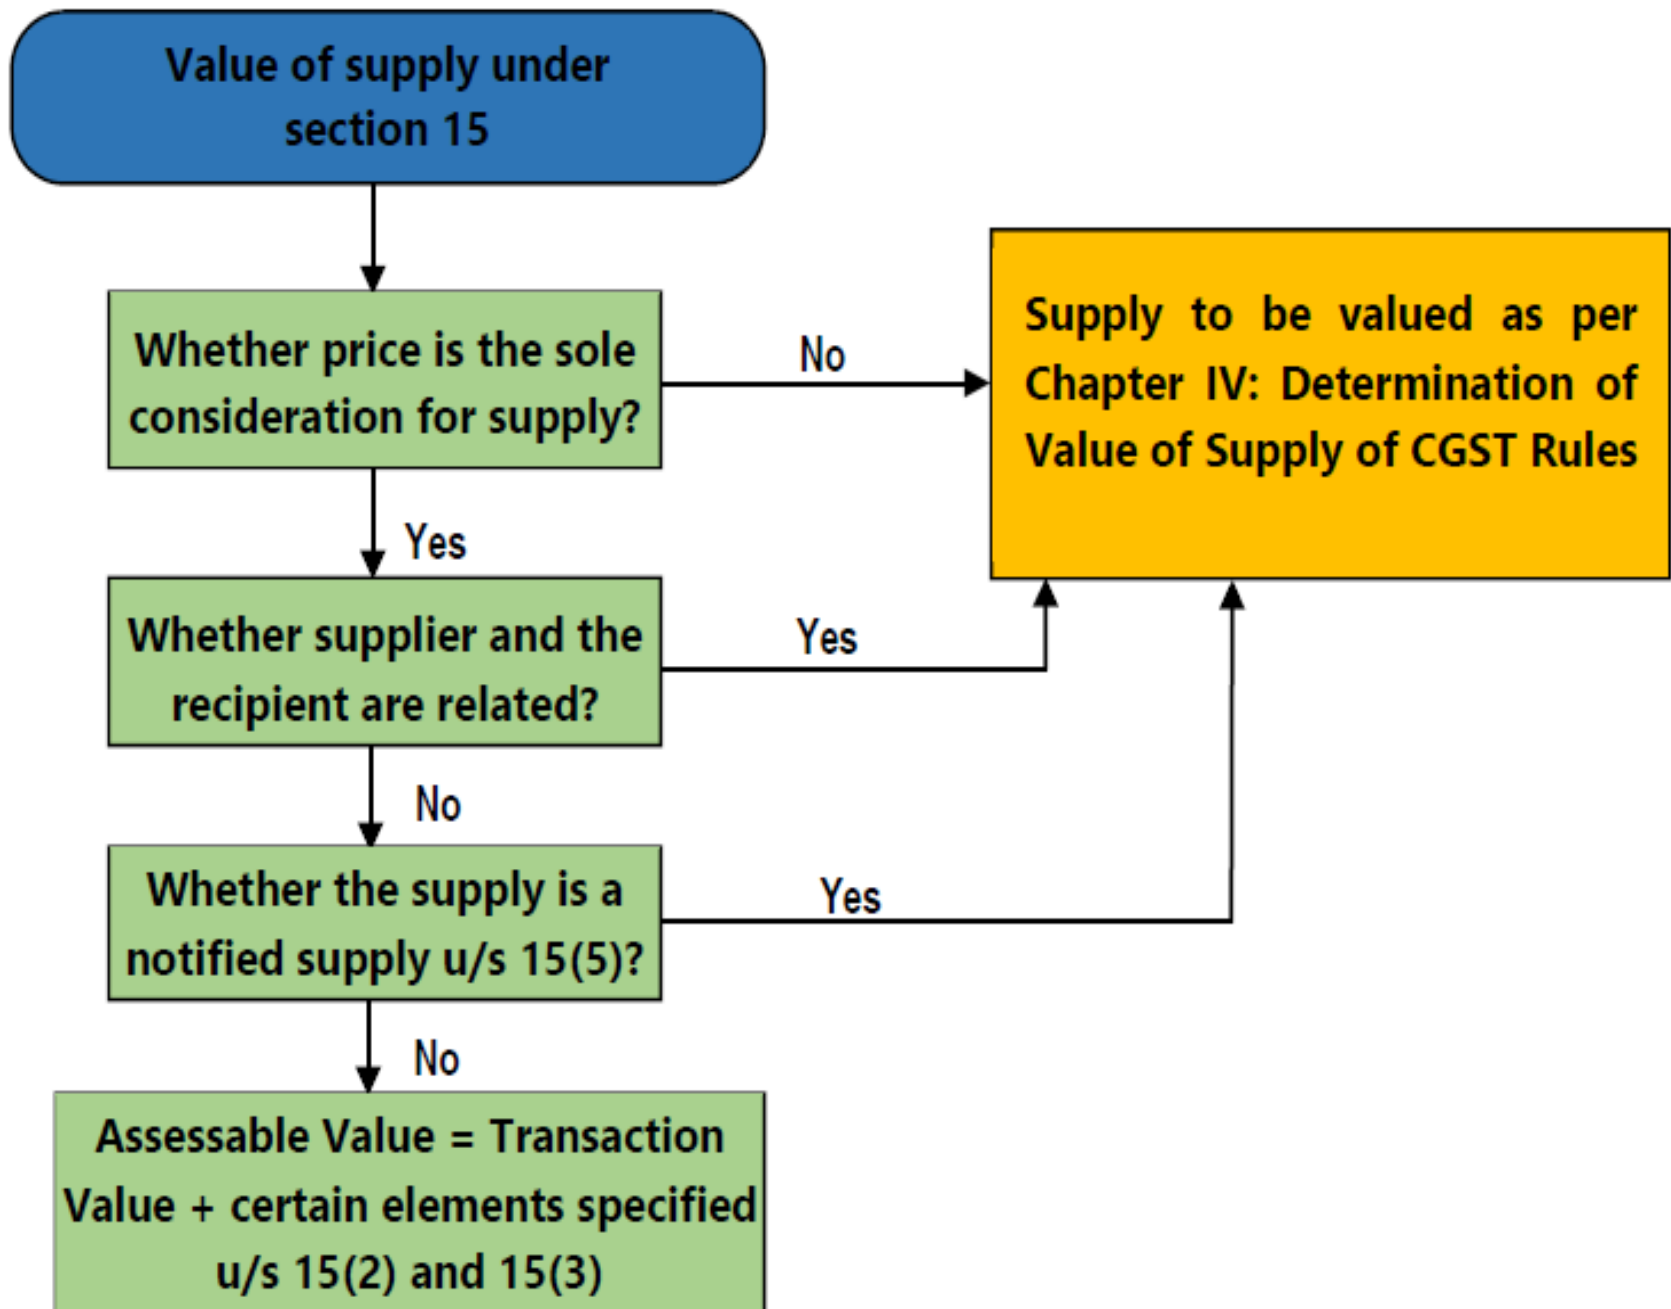 Value of supply under
section 15
Whether price is the sole
consideration for supply?
No
Supply to be valued as per
Chapter IV: Determination of
Value of Supply of CGST Rules
Yes
Whether supplier and the
recipient are related?
Yes
No
Whether the supply is a
notified supply u/s 15(5)?
Yes
No
Assessable Value = Transaction
Value + certain elements specified
u/s 15(2) and 15(3)